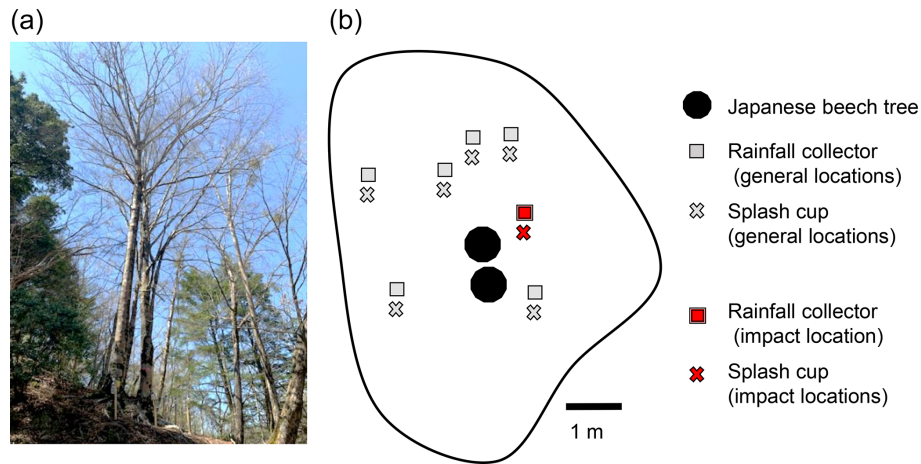 (a)
(b)
Japanese beech tree
Rainfall collector
(general locations)
Splash cup
(general locations)
Rainfall collector
(impact location)
Splash cup
(impact locations)
1 m